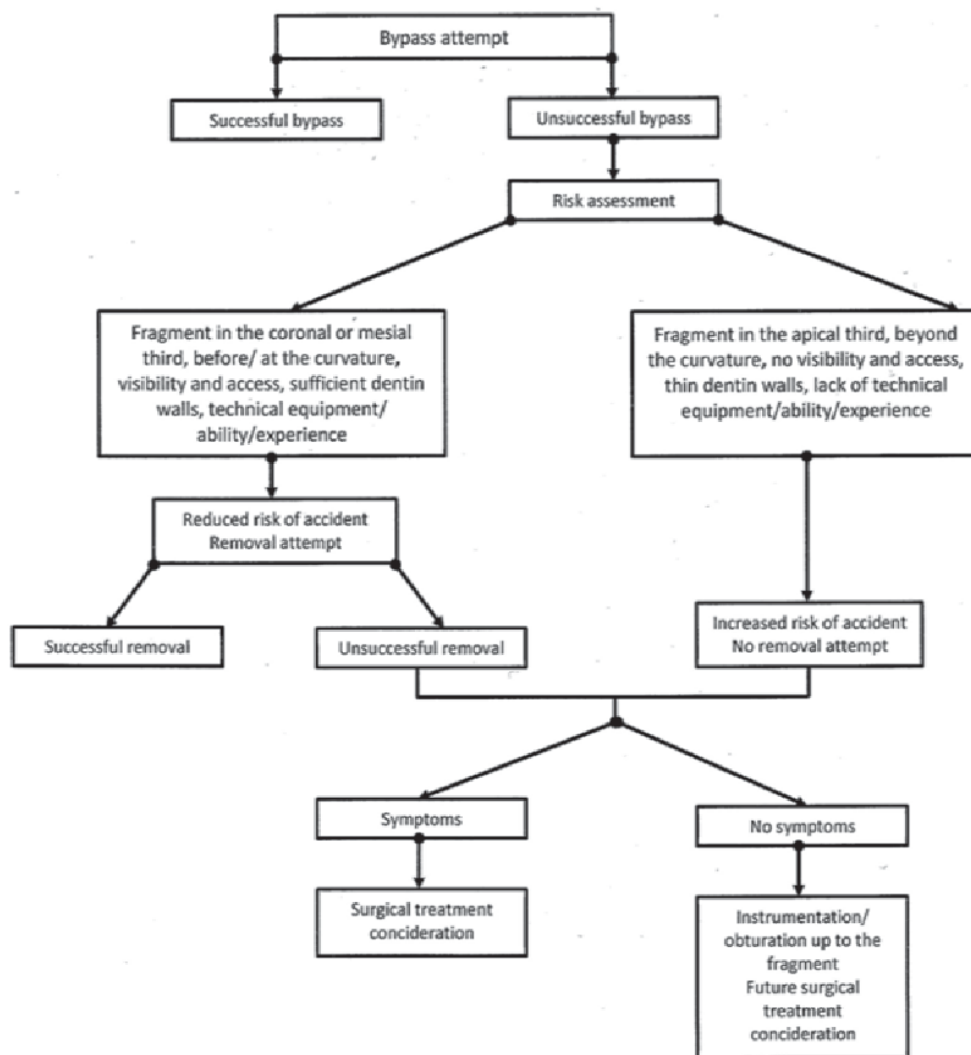 Bypass attempt
Successful bypass
Unsuccessful bypass
Risk assessment
Fragment in the coronal or mesial
third, before/ at the curvature,
visibility and access, sufficient dentin
walls, technical equipment/
ability/experience
Fragment in the apical third, beyond
the curvature, no visibility and access,
thin dentin walls, lack of technical
equipment/ability/experience
Reduced risk of accident
Removal attempt
Successful removal
Unsuccessful removal
Increased risk of accident
No removal attempt
Symptoms
No symptoms
Surgical treatment
concideration
Instrumentation/
obturation up to the
fragment
Future surgical
treatment
concideration